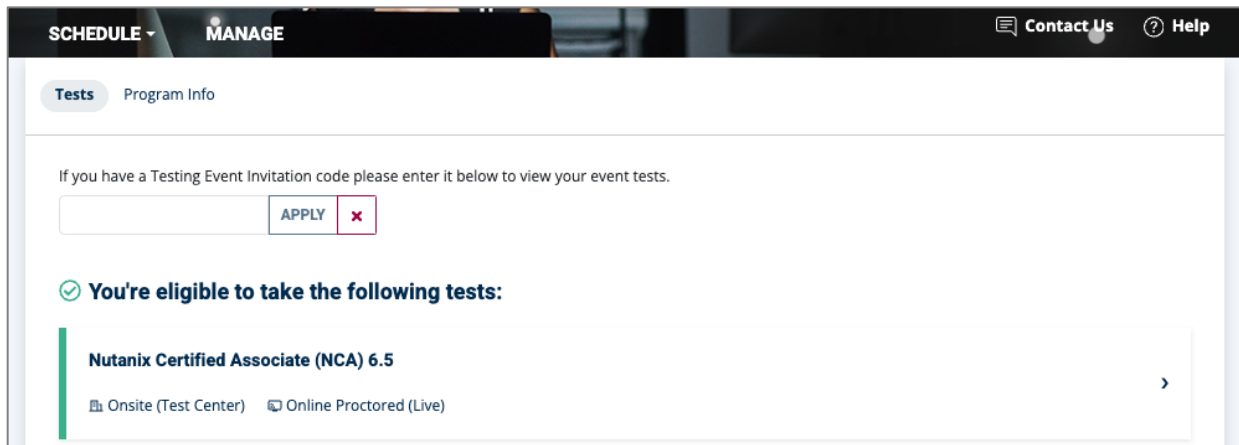 SCHEDULE MANAGE Contact Us Help
Tests Program Info
If you have a Testing Event Invitation code please enter it below to view your event tests.
APPLY
You're eligible to take the following tests:
Nutanix Certified Associate (NCA) 6.5
Onsite (Test Center) Online Proctored (Live)